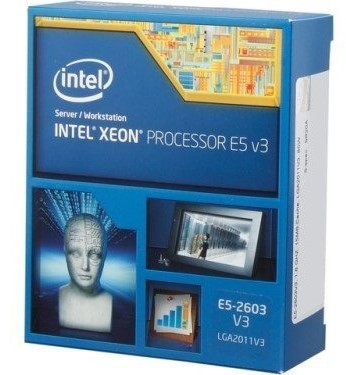 intel
Server / Workstation
INTEL® XEON® PROCESSOR E5 v3
E5-2603
V3
LGA2011V3